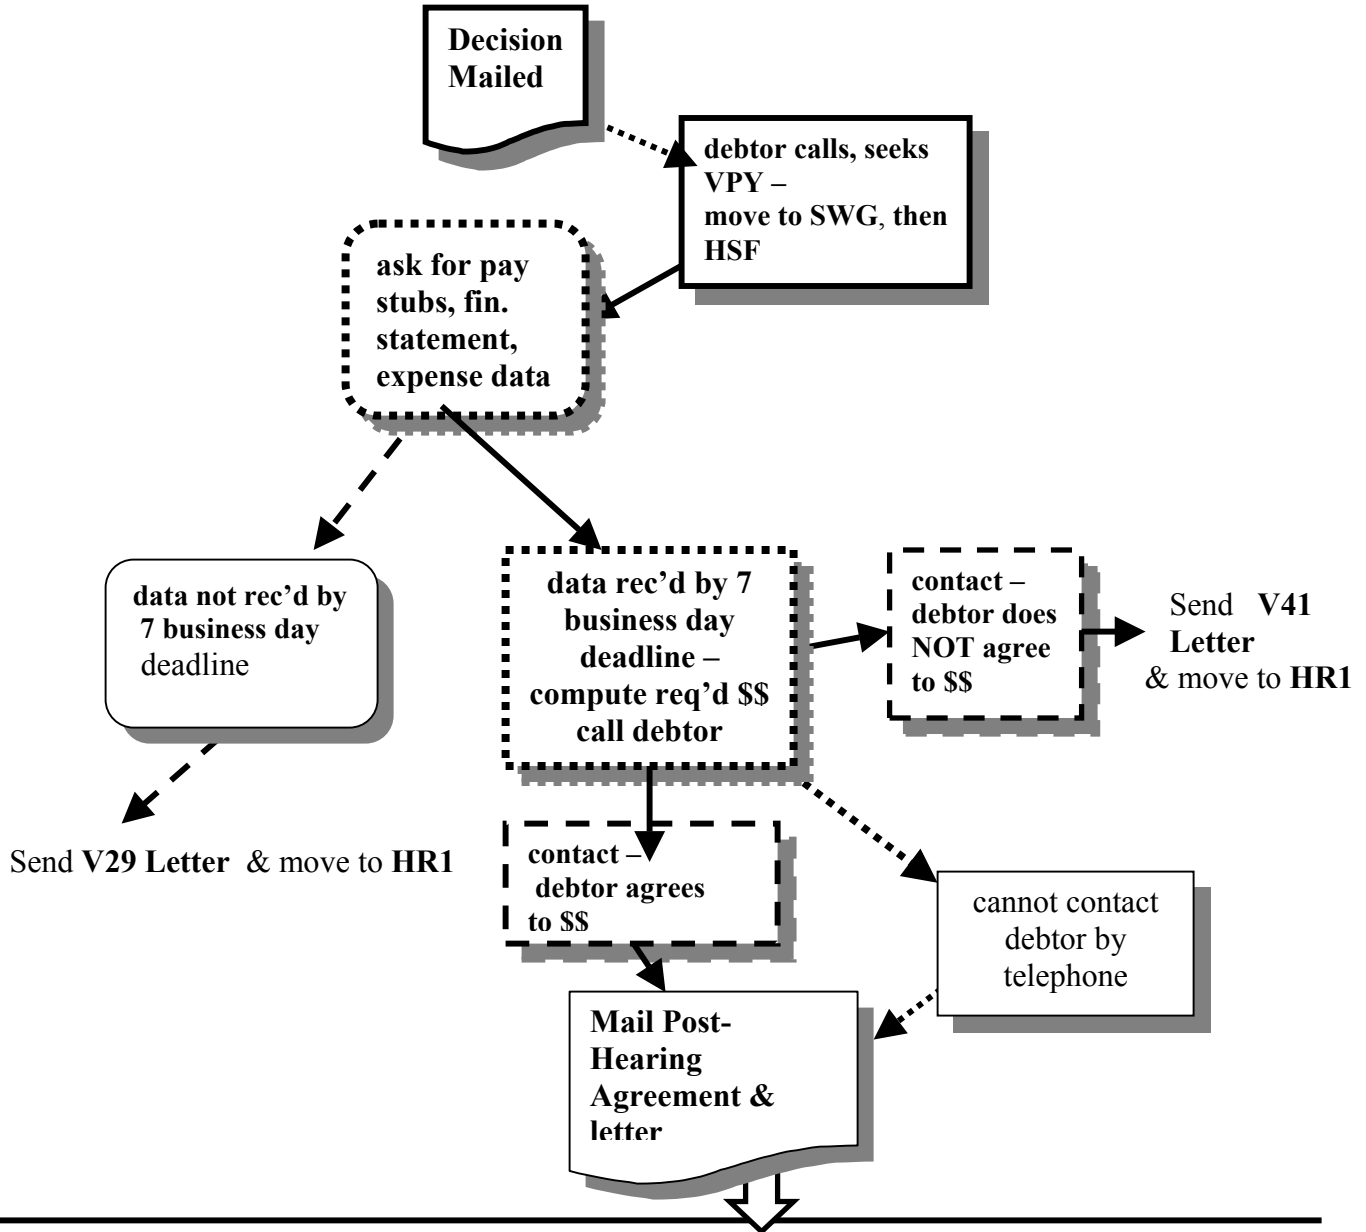 Decision
Mailed
debtor calls, seeks
VPY –
move to SWG, then
HSF
ask for pay
stubs, fin.
statement,
expense data
data not rec’d by
7 business day
deadline
data rec’d by 7
business day
deadline –
compute req’d $$
call debtor
contact –
debtor does
NOT agree
to $$
Send V41
Letter
& move to HR1
Send V29 Letter & move to HR1
contact –
debtor agrees
to $$
cannot contact
debtor by
telephone
Mail Post-
Hearing
Agreement &
letter